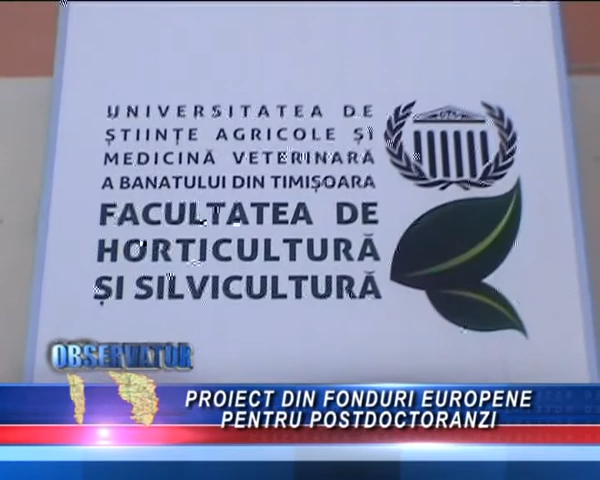 UNIVERSITATEA DE
ȘTIINȚE AGRICOLE ȘI
MEDICINĂ VETERINARĂ
A BANATULUI DIN TIMIȘOARA
FACULTATEA DE
HORTICULTURĂ
ȘI SILVICULTURĂ
OBSERVATOR
PROIECT DIN FONDURI EUROPENE
PENTRU POSTDOCTORANZI